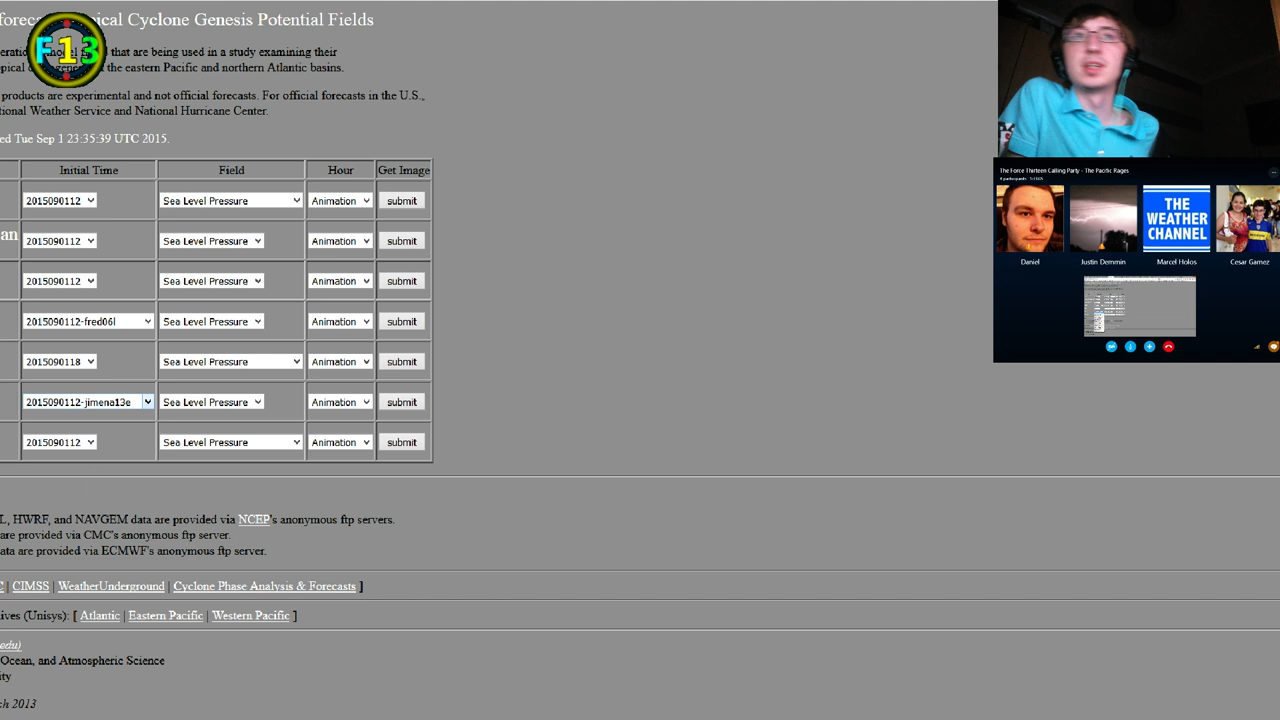 forecast Tropical Cyclone Genesis Potential Fields
F13
that are being used in a study examining their
the eastern Pacific and northern Atlantic basins.
products are experimental and not official forecasts. For official forecasts in the U.S.,
tional Weather Service and National Hurricane Center.
ed Tue Sep 1 23:35:39 UTC 2015.
Initial Time Field Hour Get Image
2015090112 Sea Level Pressure Animation submit
an 2015090112 Sea Level Pressure Animation submit
2015090112 Sea Level Pressure Animation submit
2015090112-fred06l Sea Level Pressure Animation submit
2015090118 Sea Level Pressure Animation submit
2015090112-jimena13e Sea Level Pressure Animation submit
2015090112 Sea Level Pressure Animation submit
L, HWRF, and NAVGEM data are provided via NCEP's anonymous ftp servers.
are provided via CMC's anonymous ftp server.
ata are provided via ECMWF's anonymous ftp server.
C | CIMSS | WeatherUnderground | Cyclone Phase Analysis & Forecasts ]
ives (Unisys): [ Atlantic | Eastern Pacific | Western Pacific ]
edu)
Ocean, and Atmospheric Science
ity
ch 2013
The Force Thirteen Calling Party - The Pacific Rages
THE
WEATHER
CHANNEL
Daniel Justin Demmin Marcel Holos Cesar Gamez